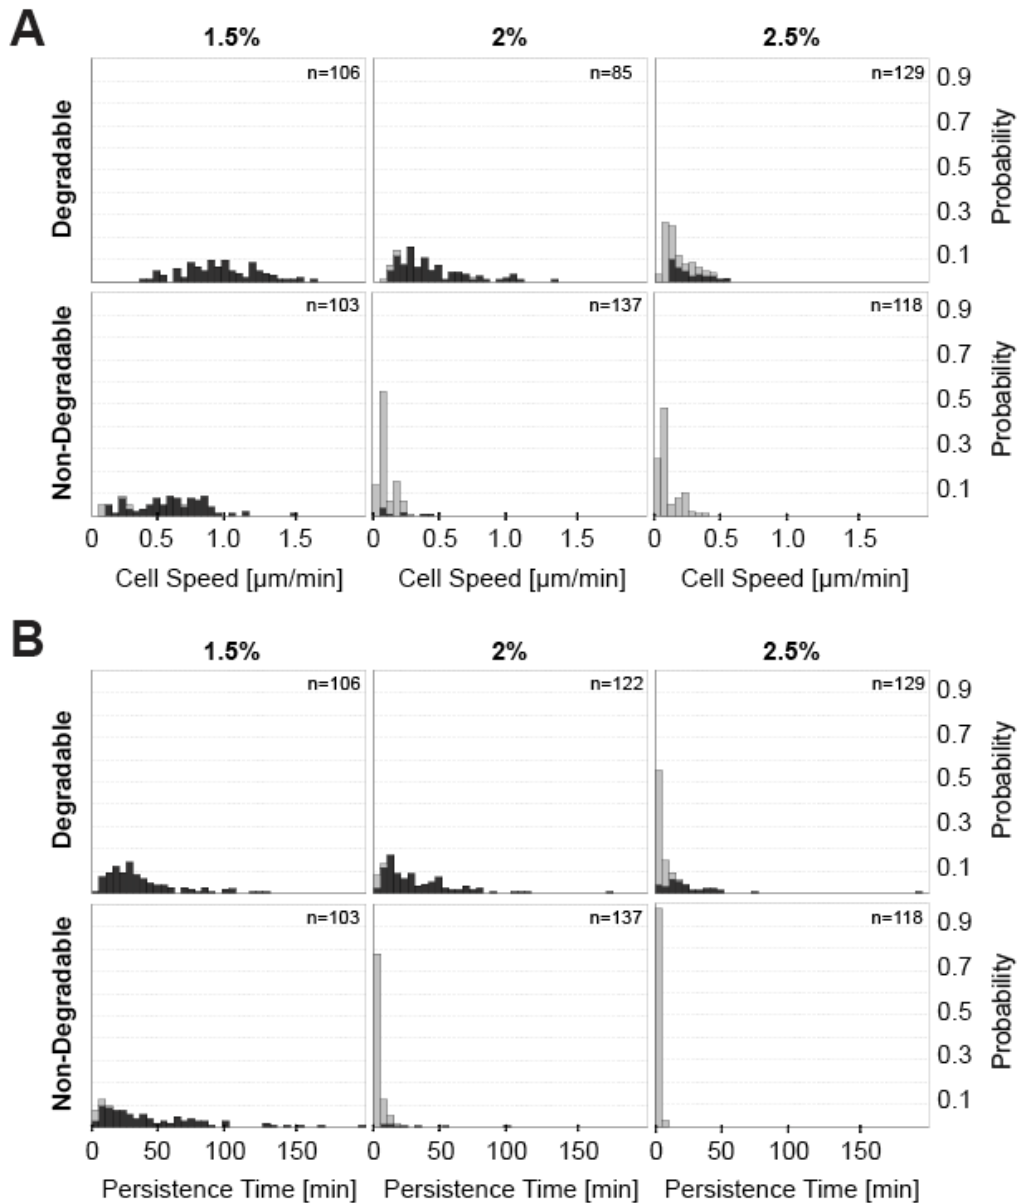 A
1.5% 2% 2.5%
n=106 n=85 n=129
Degradable
0.9
0.7
0.5
0.3
0.1
Probability
n=103 n=137 n=118
Non-Degradable
0.9
0.7
0.5
0.3
0.1
Probability
0 0.5 1.0 1.5 0 0.5 1.0 1.5 0 0.5 1.0 1.5
Cell Speed [µm/min] Cell Speed [µm/min] Cell Speed [µm/min]
B
1.5% 2% 2.5%
n=106 n=122 n=129
Degradable
0.9
0.7
0.5
0.3
0.1
Probability
n=103 n=137 n=118
Non-Degradable
0.9
0.7
0.5
0.3
0.1
Probability
0 50 100 150 0 50 100 150 0 50 100 150
Persistence Time [min] Persistence Time [min] Persistence Time [min]